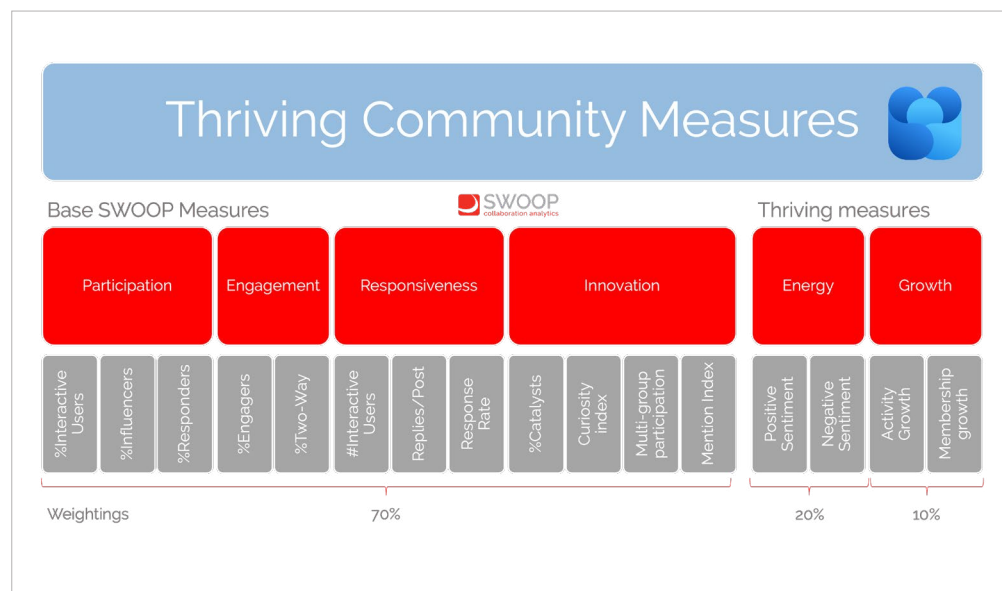 Thriving Community Measures
Base SWOOP Measures
SWOOP
collaboration analytics
Thriving measures
Participation
Engagement
Responsiveness
Innovation
Energy
Growth
%Interactive
Users
%Influencers
%Responders
%Engagers
%Two-Way
#Interactive
Users
Replies/Post
Response
Rate
%Catalysts
Curiosity
index
Multi-group
participation
Mention Index
Positive
Sentiment
Negative
Sentiment
Activity
Growth
Membership
growth
Weightings
70%
20%
10%